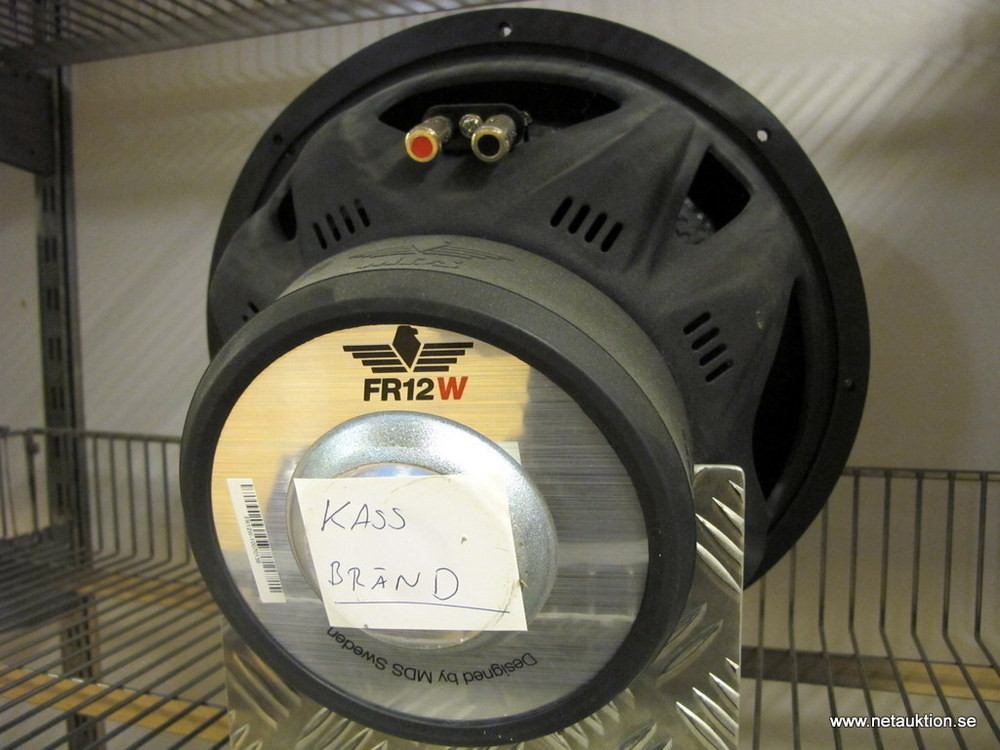 FR12W
KASS
BRÄND
Designed by MDS Sweden
www.netauktion.se